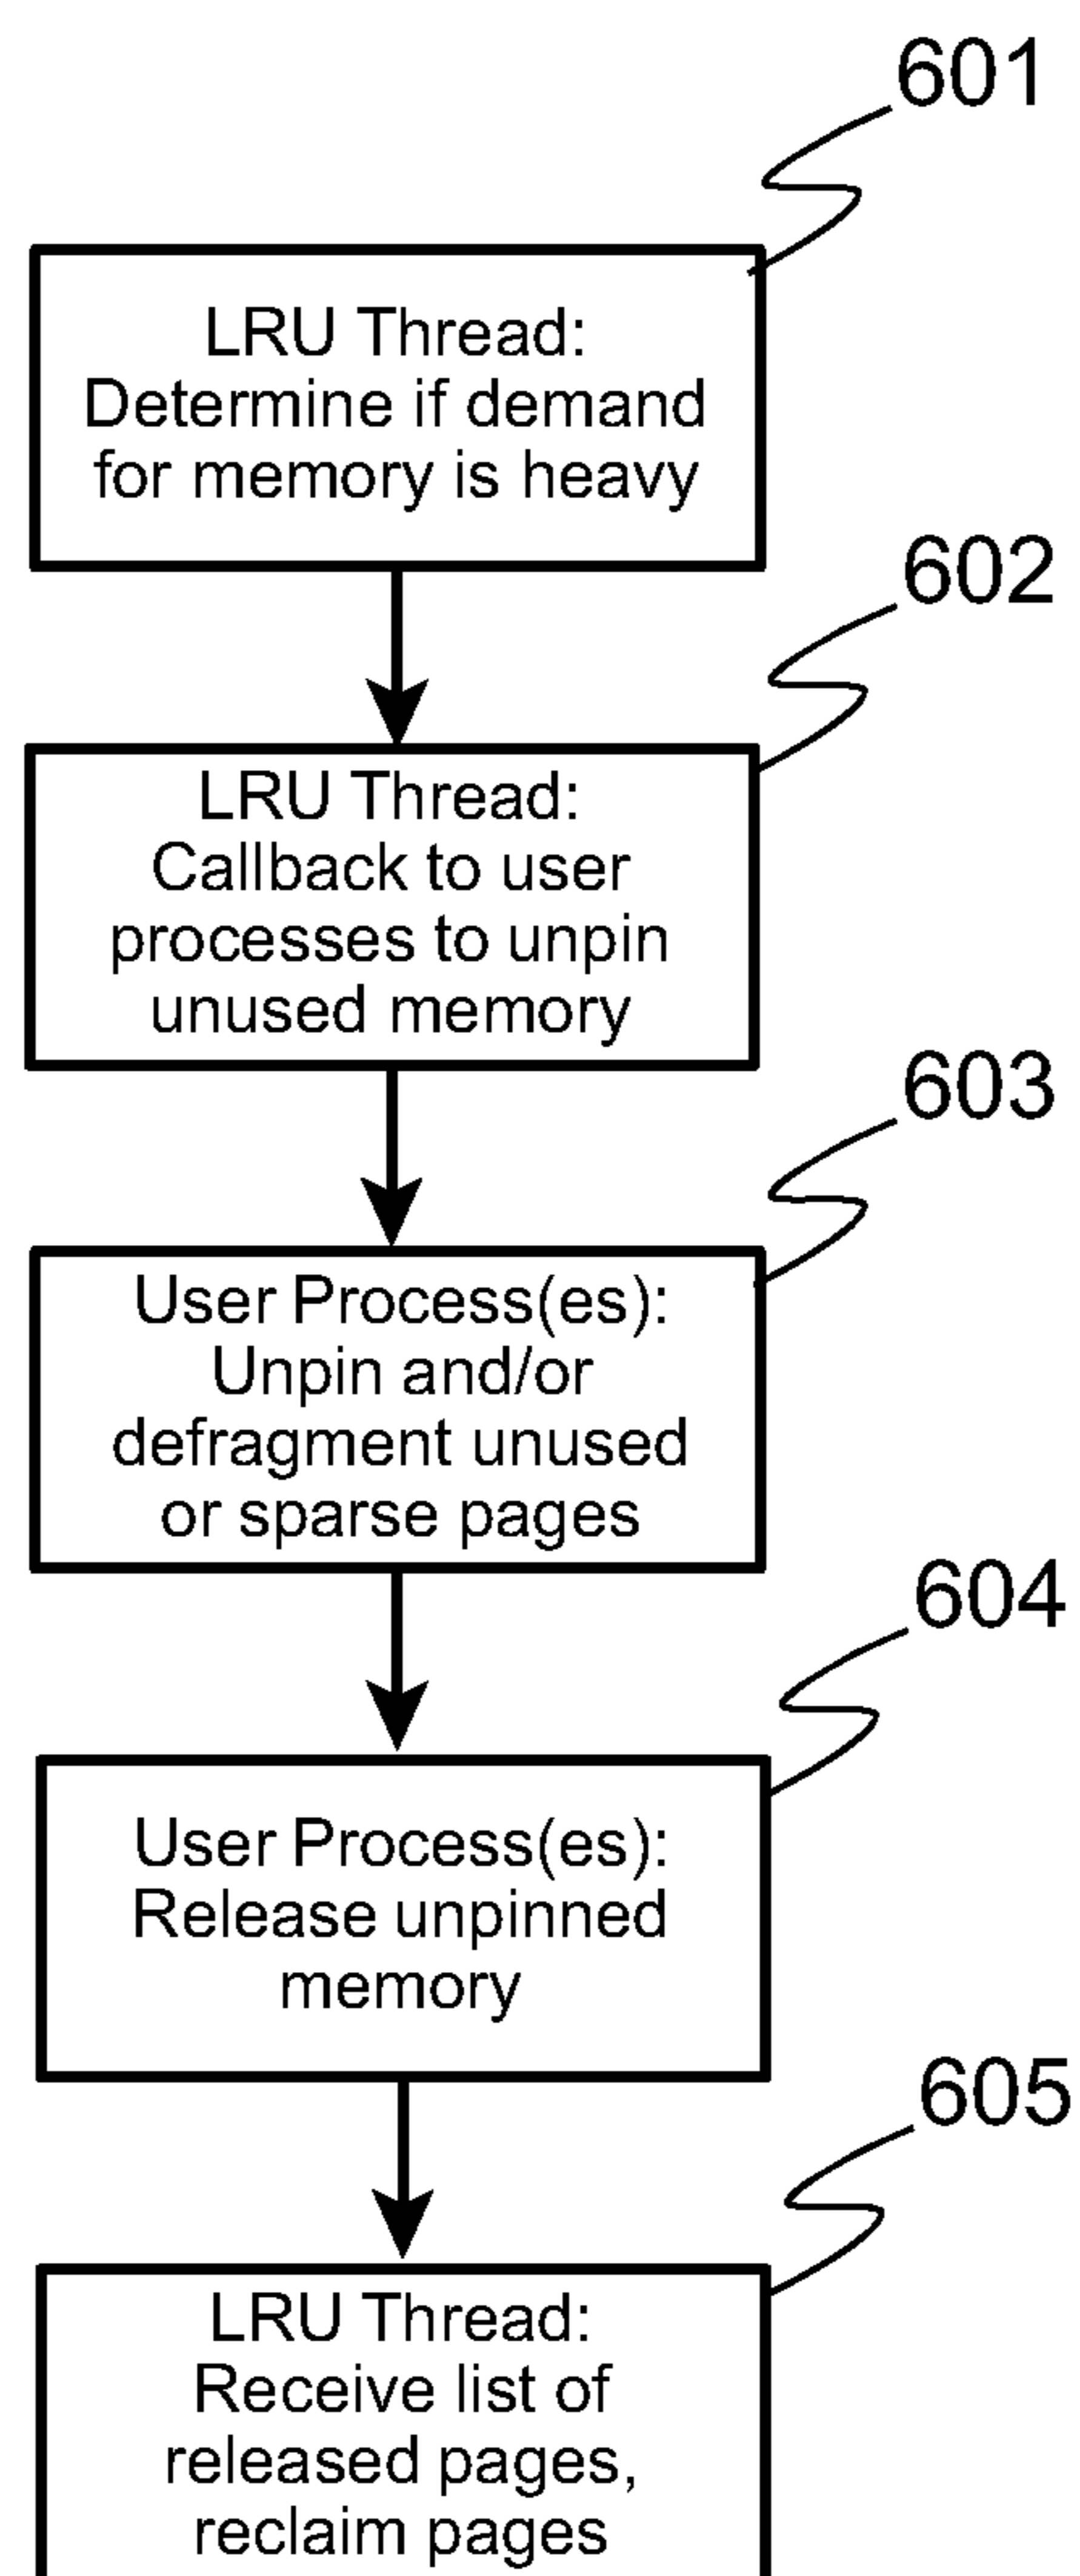 601
LRU Thread:
Determine if demand
for memory is heavy
602
LRU Thread:
Callback to user
processes to unpin
unused memory
603
User Process(es):
Unpin and/or
defragment unused
or sparse pages
604
User Process(es):
Release unpinned
memory
605
LRU Thread:
Receive list of
released pages,
reclaim pages